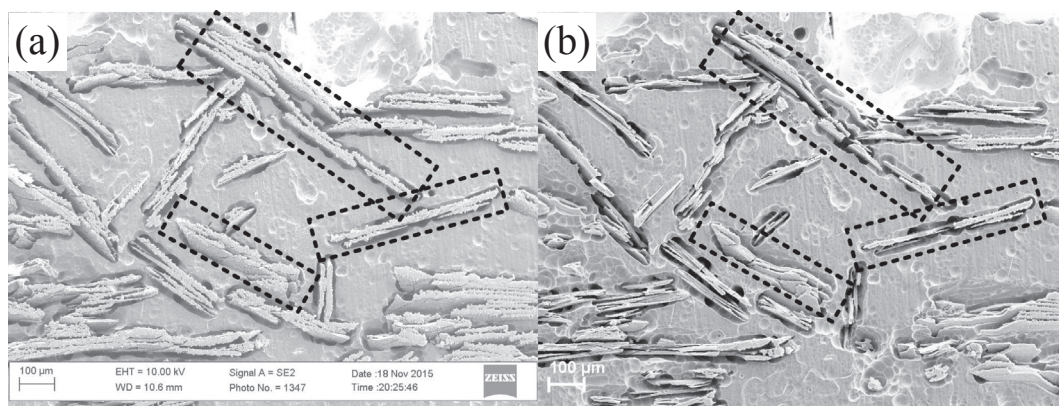 (a)
(b)
100 µm
EHT = 10.00 kV
Signal A = SE2
Date :18 Nov 2015
WD = 10.6 mm
Photo No. = 1347
Time :20:25:46
ZEISS
100 µm